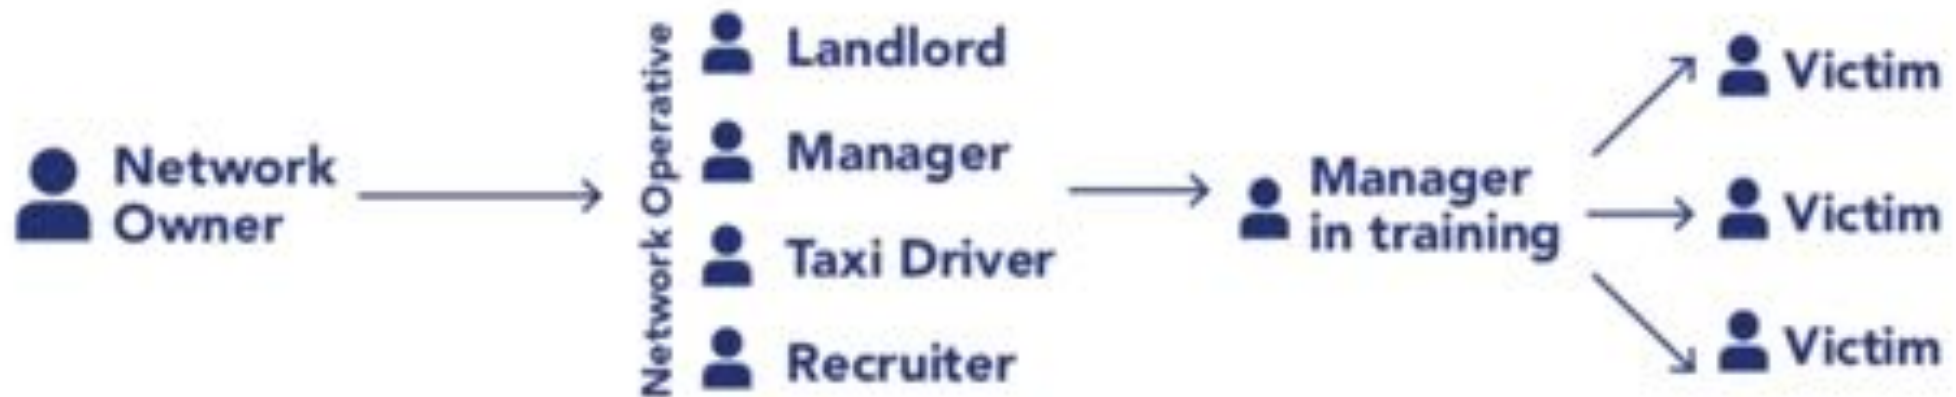 Network
Owner
Network Operative
Landlord
Manager
Taxi Driver
Recruiter
Manager
in training
Victim
Victim
Victim